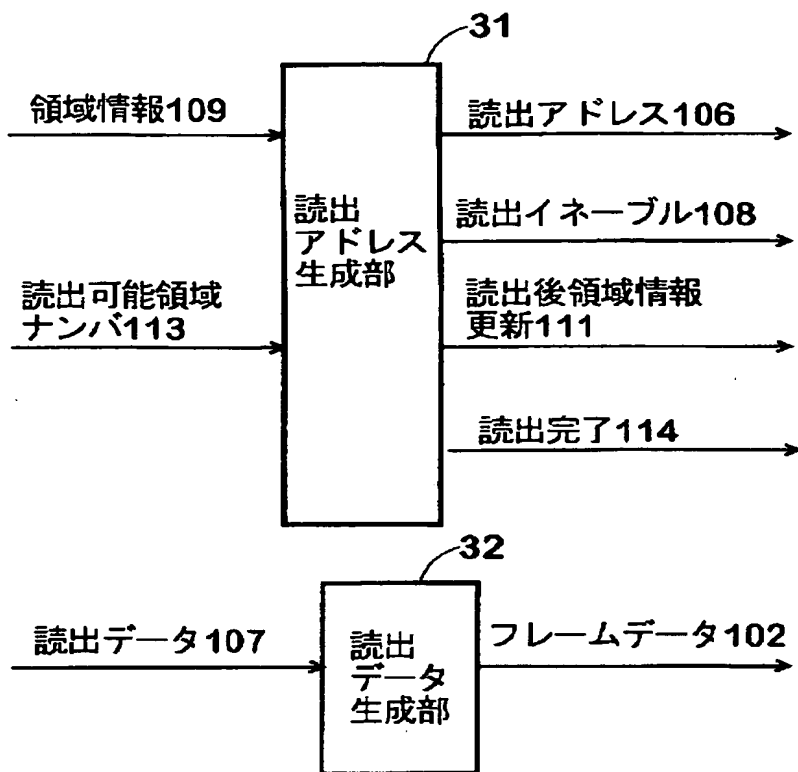 31
領域情報109
読出可能領域
ナンバ113
読出
アドレス
生成部
読出アドレス106
読出イネーブル108
読出後領域情報
更新111
読出完了114
32
読出データ107
読出
データ
生成部
フレームデータ102